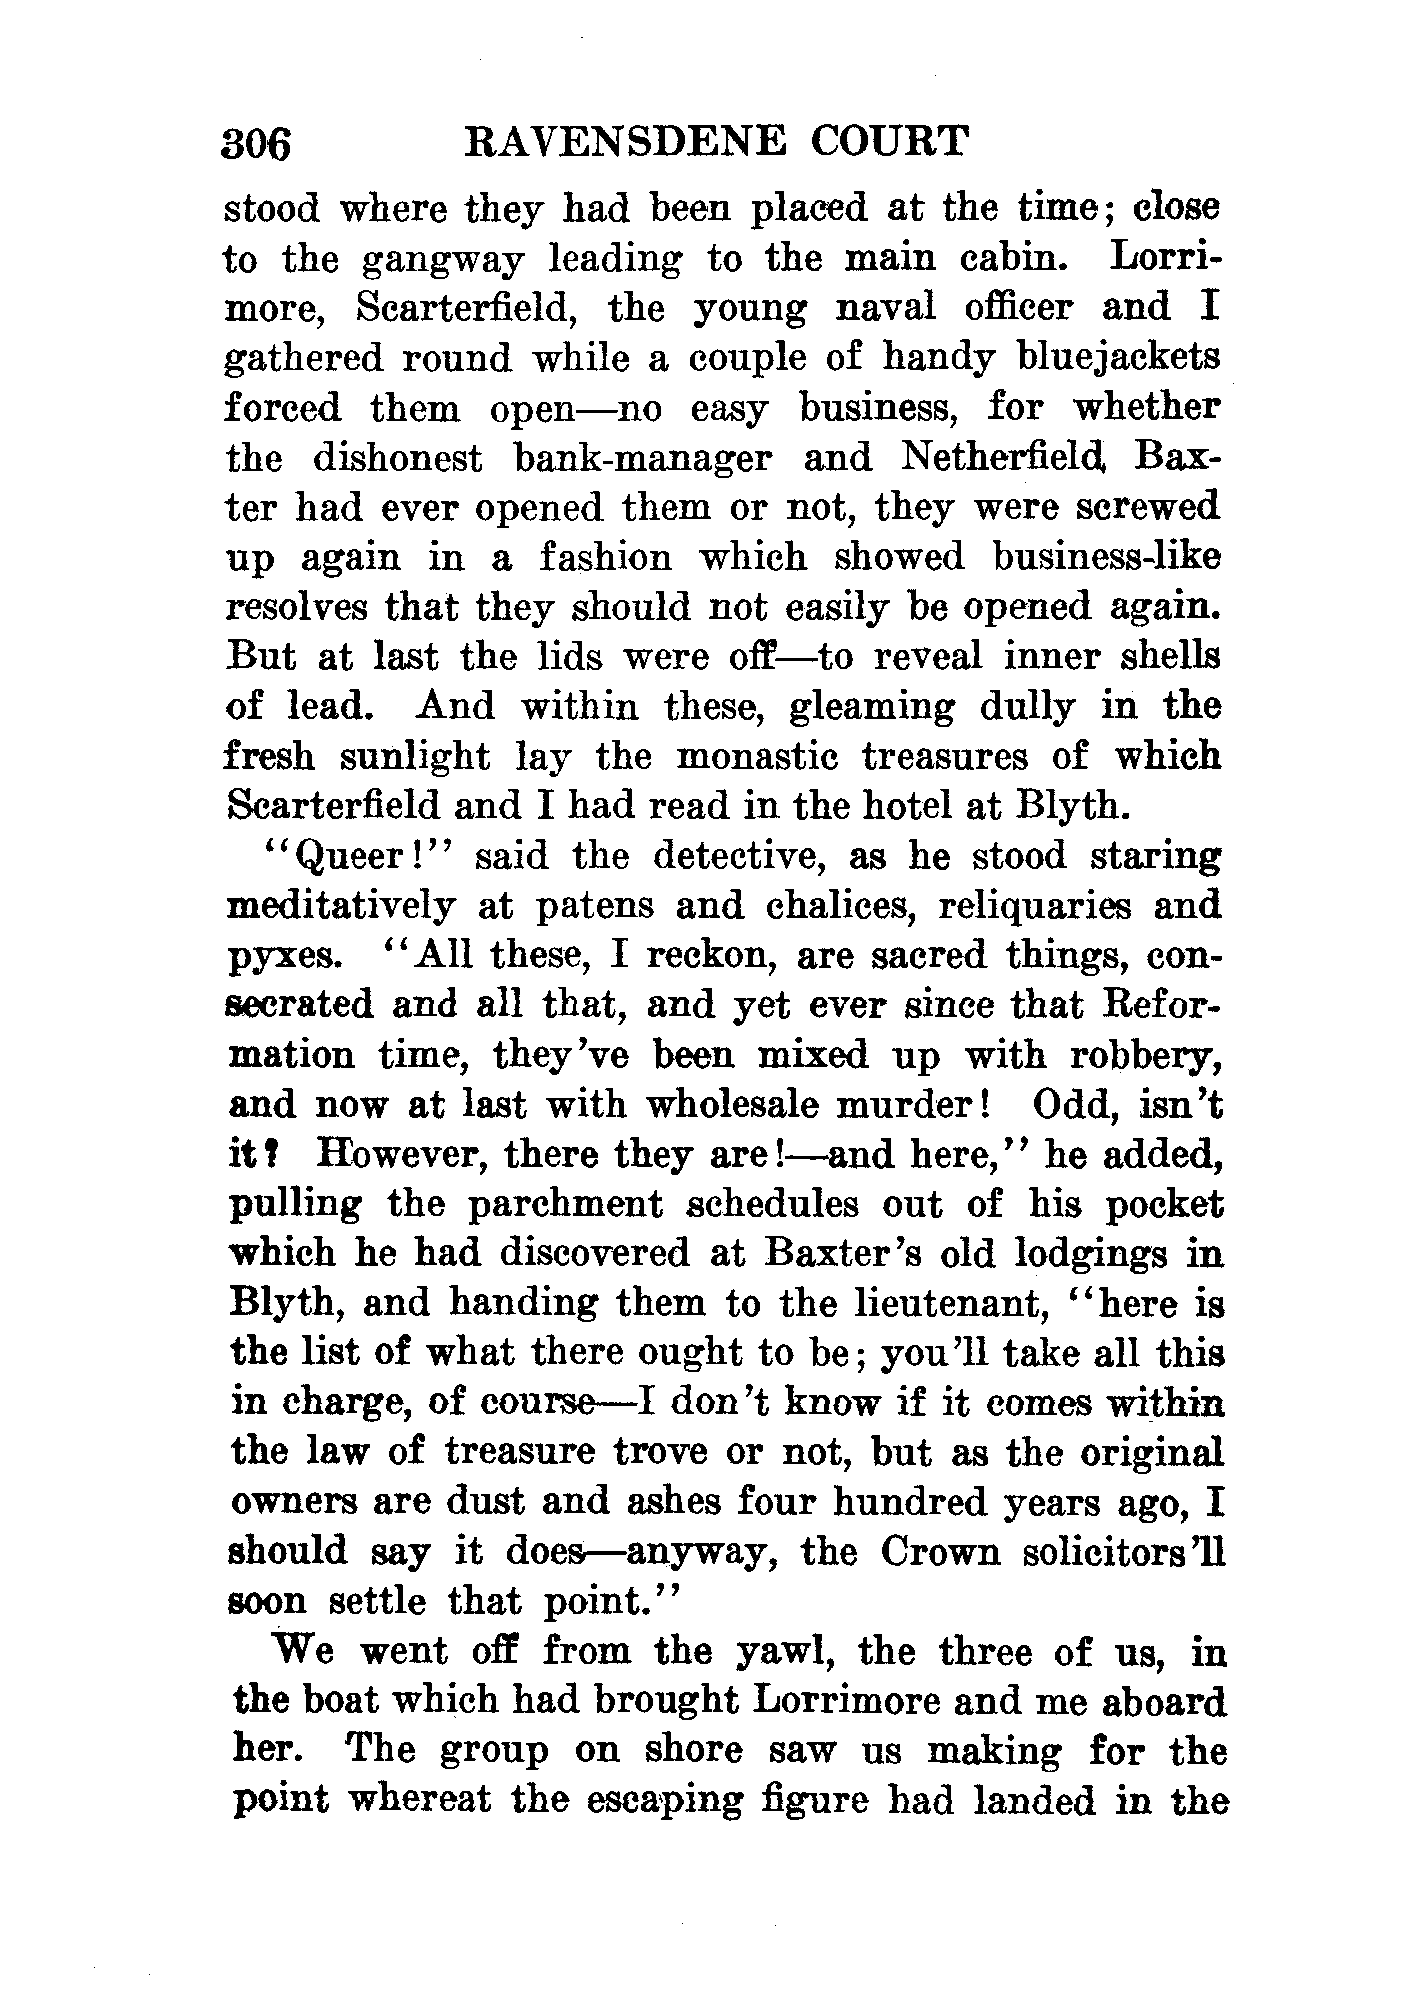 306 RAVENSDENE COURT
stood where they had been placed at the time; close
to the gangway leading to the main cabin. Lorri-
more, Scarterfield, the young naval officer and I
gathered round while a couple of handy bluejackets
forced them open—no easy business, for whether
the dishonest bank-manager and Netherfield Bax-
ter had ever opened them or not, they were screwed
up again in a fashion which showed business-like
resolves that they should not easily be opened again.
But at last the lids were off—to reveal inner shells
of lead. And within these, gleaming dully in the
fresh sunlight lay the monastic treasures of which
Scarterfield and I had read in the hotel at Blyth.
"Queer!" said the detective, as he stood staring
meditatively at patens and chalices, reliquaries and
pyxes. "All these, I reckon, are sacred things, con-
secrated and all that, and yet ever since that Refor-
mation time, they've been mixed up with robbery,
and now at last with wholesale murder! Odd, isn't
it? However, there they are!—and here," he added,
pulling the parchment schedules out of his pocket
which he had discovered at Baxter's old lodgings in
Blyth, and handing them to the lieutenant, "here is
the list of what there ought to be; you'll take all this
in charge, of course—I don't know if it comes within
the law of treasure trove or not, but as the original
owners are dust and ashes four hundred years ago, I
should say it does—anyway, the Crown solicitors'll
soon settle that point."
We went off from the yawl, the three of us, in
the boat which had brought Lorrimore and me aboard
her. The group on shore saw us making for the
point whereat the escaping figure had landed in the